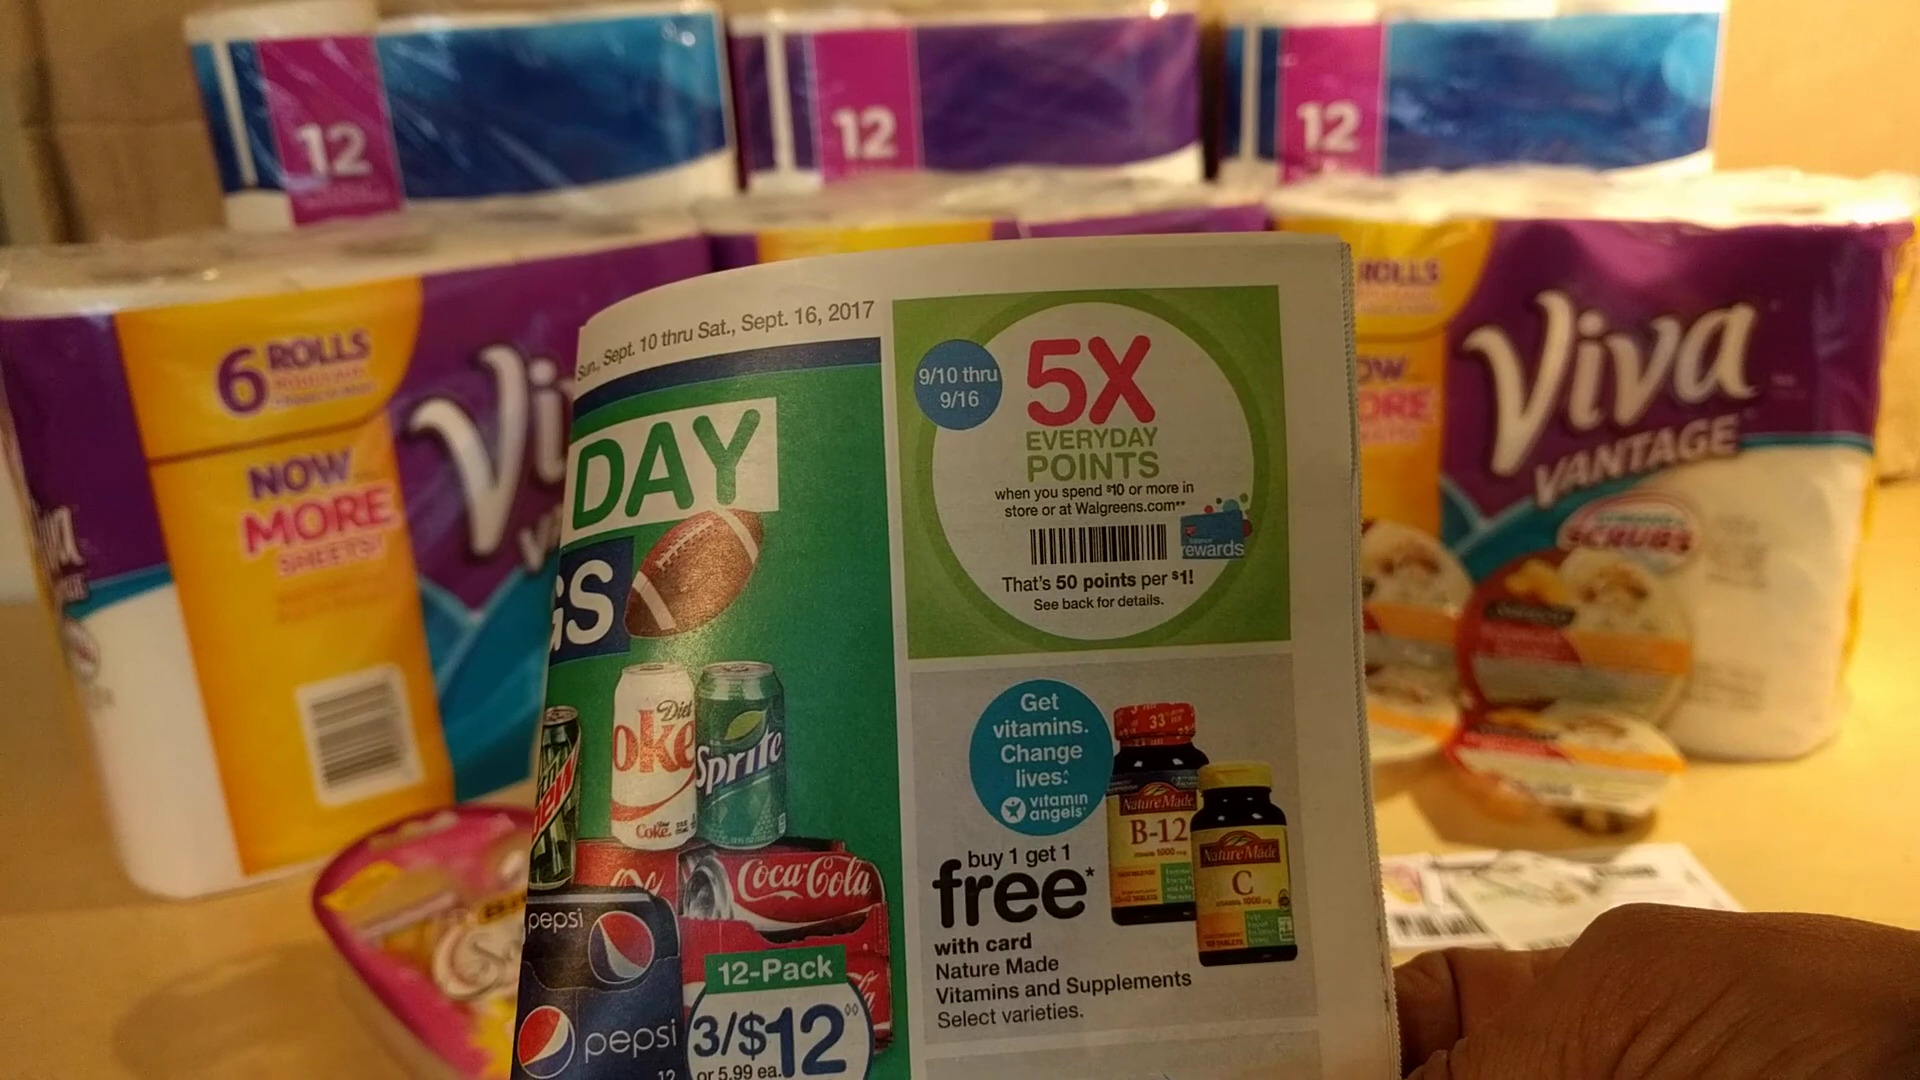 12
12
12
6 ROLLS
NOW
MORE
SHEETS!
Vi
ROLLS
Viva
VANTAGE
SCRUBS
Sun., Sept. 10 thru Sat., Sept. 16, 2017
DAY
GS
9/10 thru
9/16
5X
EVERYDAY
POINTS
when you spend $10 or more in
store or at Walgreens.com**
rewards
That's 50 points per $1!
See back for details.
Get
vitamins.
Change
lives.^
vitamin
angels
33
Nature Made
B-12
Nature Made
C
buy 1 get 1
free*
with card
Nature Made
Vitamins and Supplements
Select varieties.
Diet
oke
Coke
Sprite
Coca-Cola
pepsi
pepsi
12
12-Pack
3/$12◊◊
or 5.99 ea.